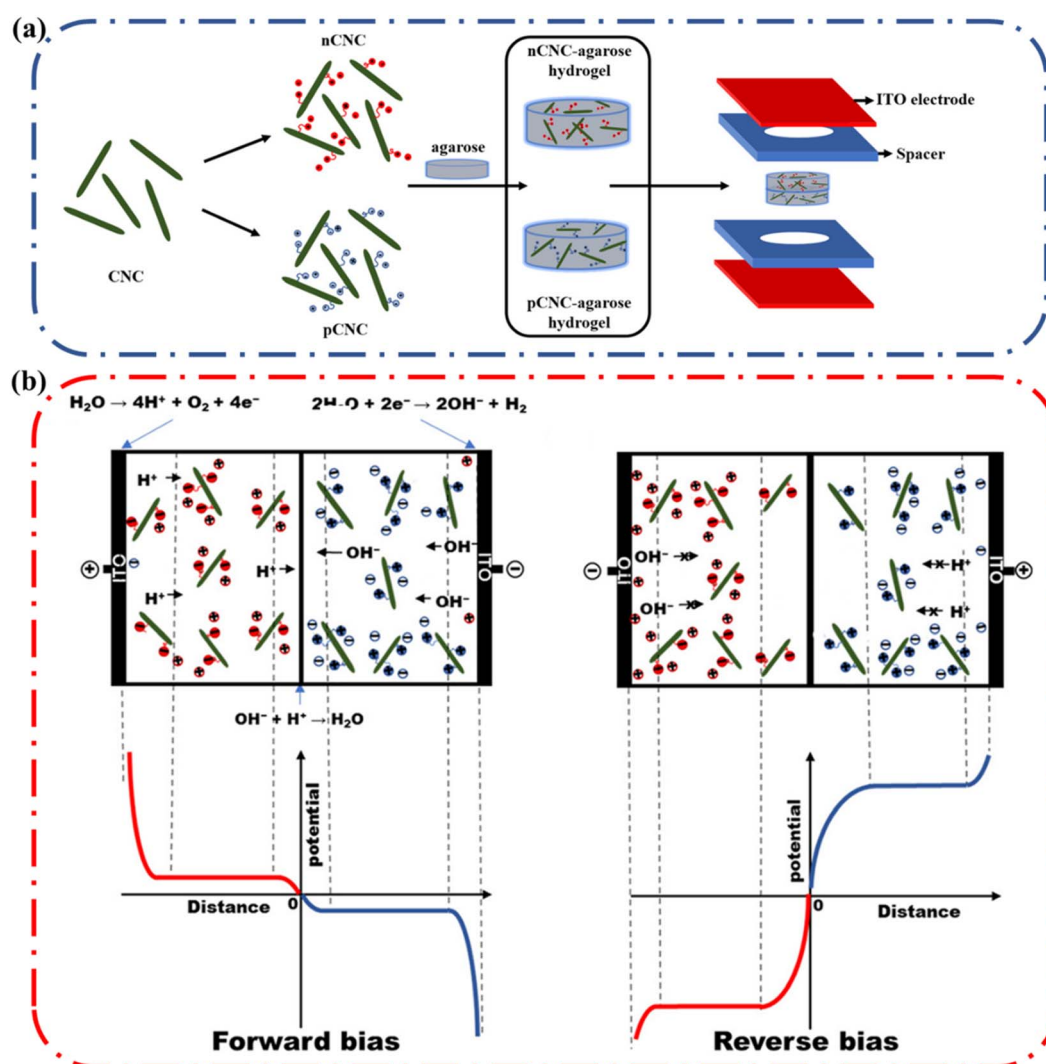 (a)
nCNC
nCNC-agarose
hydrogel
ITO electrode
agarose
Spacer
CNC
pCNC
pCNC-agarose
hydrogel
(b)
H₂O → 4H⁺ + O₂ + 4e⁻
2H₂O + 2e⁻ → 2OH⁻ + H₂
H⁺
OH⁻
OH⁻
H⁺
H⁺
OH⁻
ITO
ITO
+
−
OH⁻ + H⁺ → H₂O
OH⁻
H⁺
OH⁻
H⁺
ITO
ITO
−
+
potential
Distance
0
Forward bias
potential
0
Distance
Reverse bias